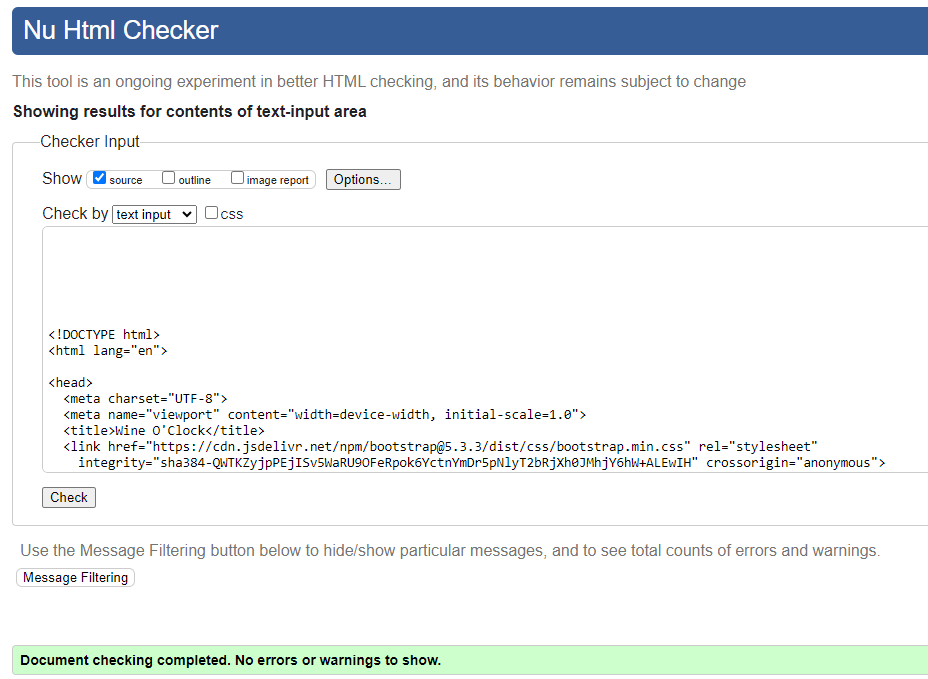 Nu Html Checker
This tool is an ongoing experiment in better HTML checking, and its behavior remains subject to change
Showing results for contents of text-input area
Checker Input
Show source outline image report Options...
Check by text input css
<!DOCTYPE html>
<html lang="en">
<head>
<meta charset="UTF-8">
<meta name="viewport" content="width=device-width, initial-scale=1.0">
<title>Wine O'Clock</title>
<link href="https://cdn.jsdelivr.net/npm/bootstrap@5.3.3/dist/css/bootstrap.min.css" rel="stylesheet"
integrity="sha384-QWTKZyjpPEjISv5WaRU9OFeRpok6YctnYmDr5pNlyT2bRjXh0JMhjY6hW+ALEwIH" crossorigin="anonymous">
Check
Use the Message Filtering button below to hide/show particular messages, and to see total counts of errors and warnings.
Message Filtering
Document checking completed. No errors or warnings to show.